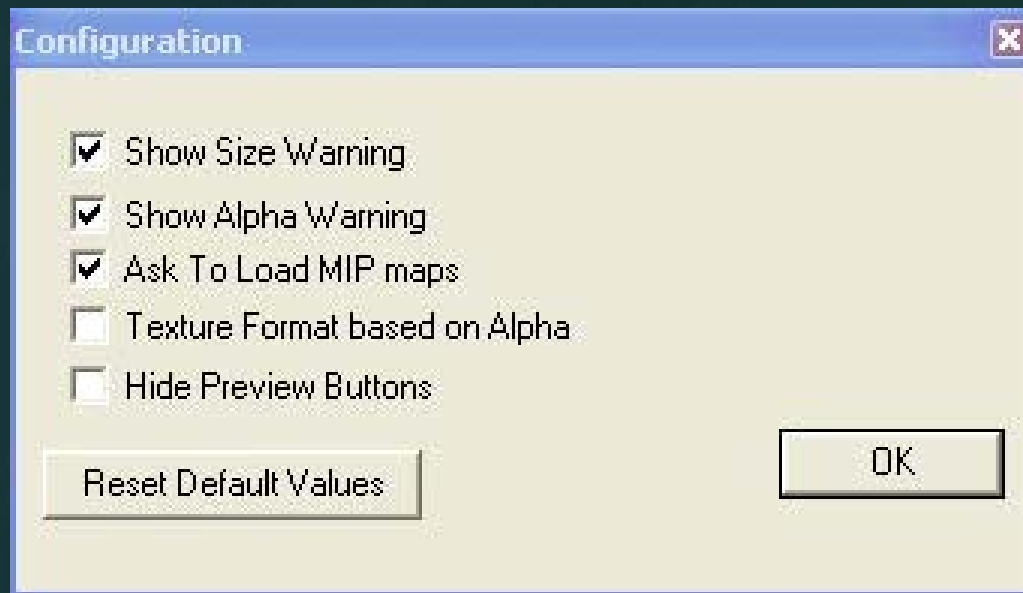 Configuration
Show Size Warning
Show Alpha Warning
Ask To Load MIP maps
Texture Format based on Alpha
Hide Preview Buttons
Reset Default Values
OK